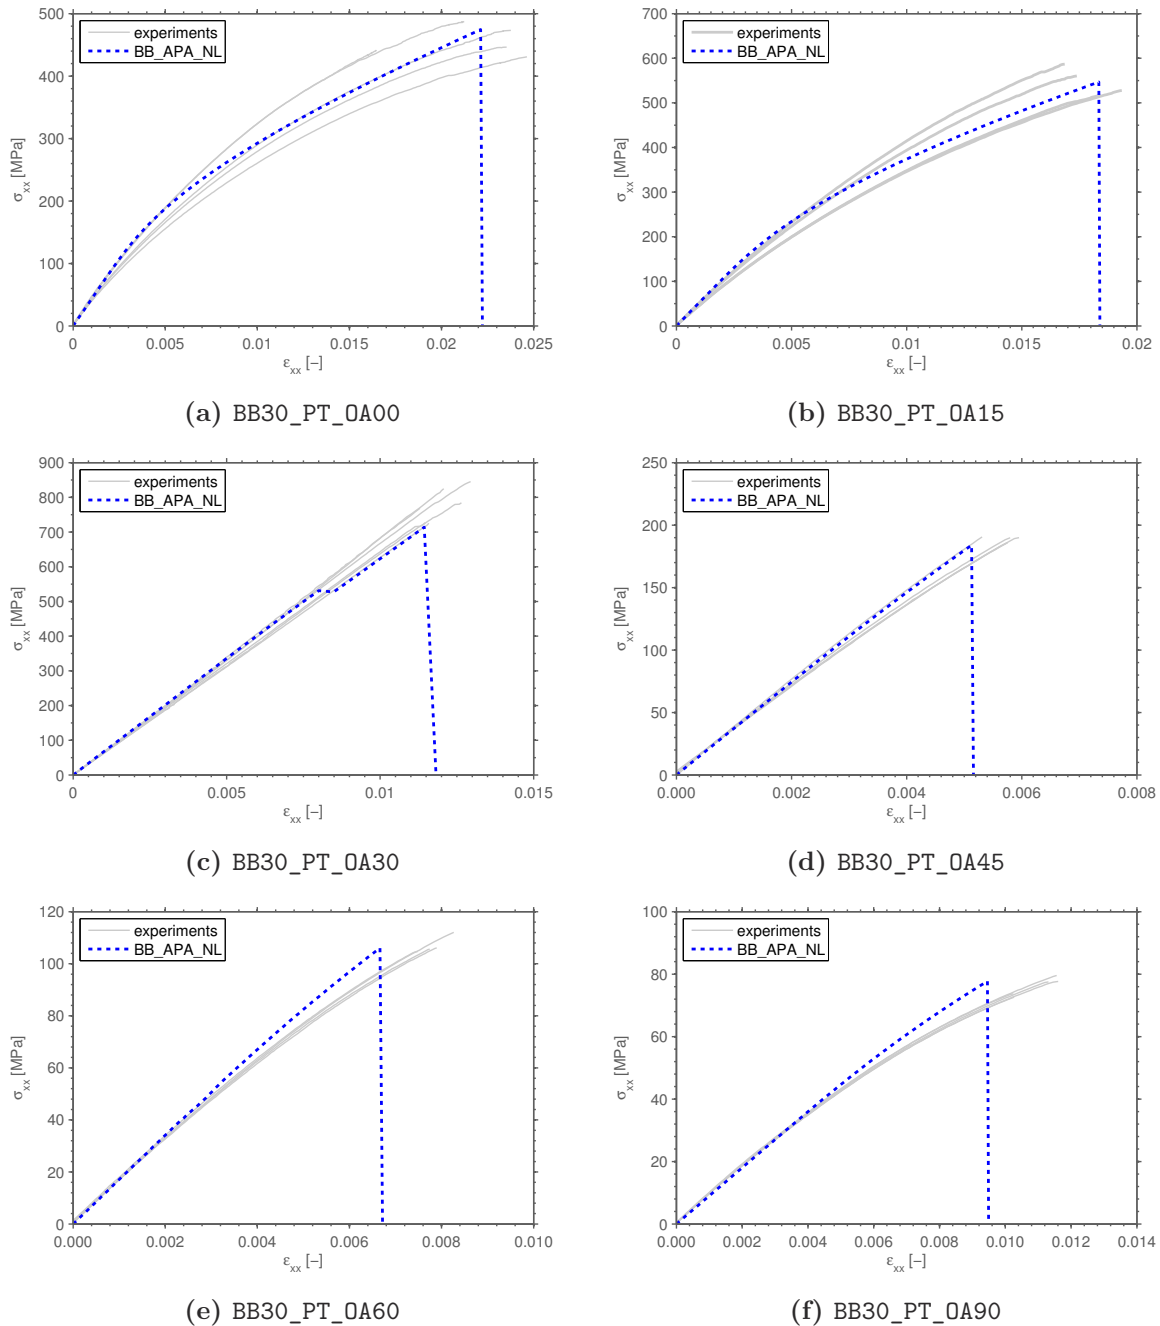 500
400
300
200
100
0
σxx [MPa]
experiments
BB_APA_NL
0
0.005
0.01
0.015
0.02
0.025
εxx [−]
(a) BB30_PT_OA00
700
600
500
400
300
200
100
0
σxx [MPa]
experiments
BB_APA_NL
0
0.005
0.01
0.015
0.02
εxx [−]
(b) BB30_PT_OA15
900
800
700
600
500
400
300
200
100
0
σxx [MPa]
experiments
BB_APA_NL
0
0.005
0.01
0.015
εxx [−]
(c) BB30_PT_OA30
250
200
150
100
50
0
σxx [MPa]
experiments
BB_APA_NL
0.000
0.002
0.004
0.006
0.008
εxx [−]
(d) BB30_PT_OA45
120
100
80
60
40
20
0
σxx [MPa]
experiments
BB_APA_NL
0.000
0.002
0.004
0.006
0.008
0.010
εxx [−]
(e) BB30_PT_OA60
100
80
60
40
20
0
σxx [MPa]
experiments
BB_APA_NL
0.000
0.002
0.004
0.006
0.008
0.010
0.012
0.014
εxx [−]
(f) BB30_PT_OA90